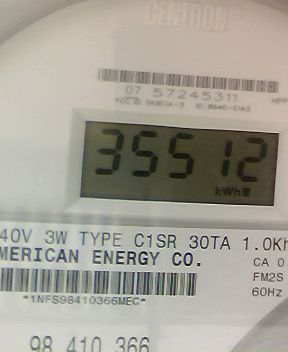 CENTRON®
07 57245311
35512
kWh
40V 3W TYPE C1SR 30TA 1.0Kh
MERICAN ENERGY CO.
CA 0
FM2S
60Hz
*1NFS98410366MEC*
98 410 366